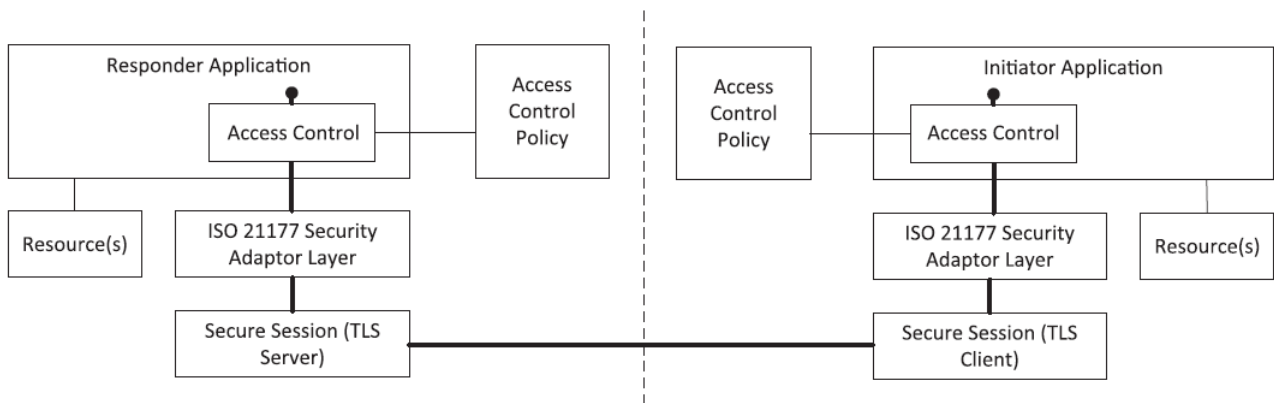 Responder Application
Access Control
Access
Control
Policy
Resource(s)
ISO 21177 Security
Adaptor Layer
Secure Session (TLS
Server)
Access
Control
Policy
Initiator Application
Access Control
ISO 21177 Security
Adaptor Layer
Resource(s)
Secure Session (TLS
Client)